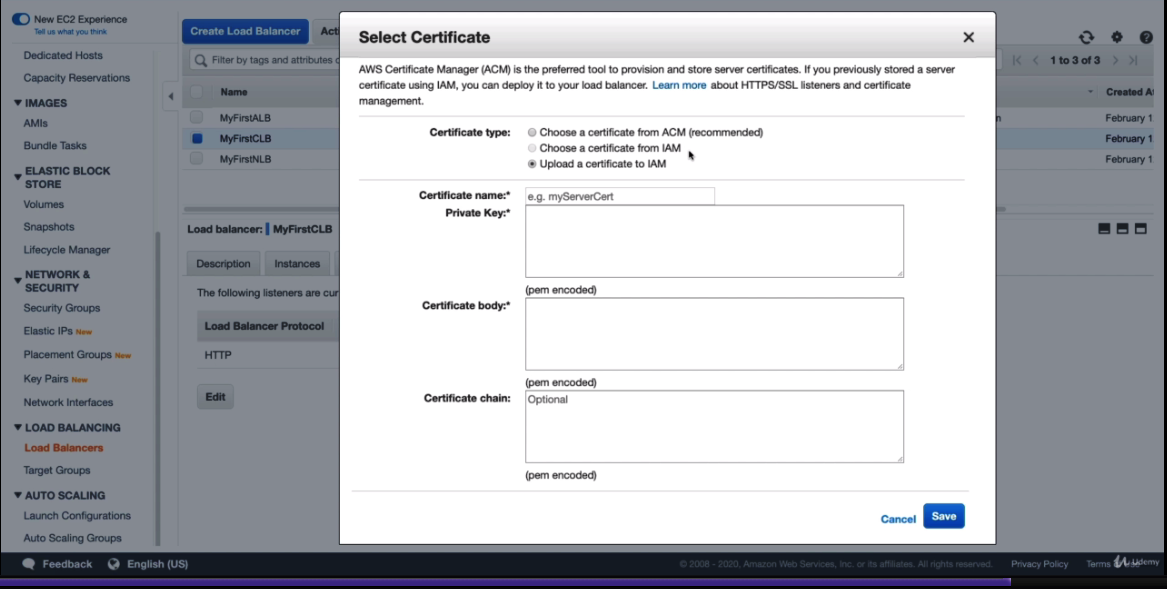 New EC2 Experience
Tell us what you think
Dedicated Hosts
Capacity Reservations
IMAGES
AMIs
Bundle Tasks
ELASTIC BLOCK
STORE
Volumes
Snapshots
Lifecycle Manager
NETWORK &
SECURITY
Security Groups
Elastic IPs New
Placement Groups New
Key Pairs New
Network Interfaces
LOAD BALANCING
Load Balancers
Target Groups
AUTO SCALING
Launch Configurations
Auto Scaling Groups
Create Load Balancer
Filter by tags and attributes
1 to 3 of 3
Name
Created
MyFirstALB
February 1
MyFirstCLB
February 1
MyFirstNLB
February 1
Load balancer: MyFirstCLB
Description Instances
The following listeners are
Load Balancer Protocol
HTTP
Edit
Select Certificate
AWS Certificate Manager (ACM) is the preferred tool to provision and store server certificates. If you previously stored a server
certificate using IAM, you can deploy it to your load balancer. Learn more about HTTPS/SSL listeners and certificate
management.
Certificate type: Choose a certificate from ACM (recommended)
Choose a certificate from IAM
Upload a certificate to IAM
Certificate name:* e.g. myServerCert
Private Key:*
(pem encoded)
Certificate body:*
(pem encoded)
Certificate chain: Optional
(pem encoded)
Cancel Save
Feedback English (US)
© 2008 - 2020, Amazon Web Services, Inc. or its affiliates. All rights reserved. Privacy Policy Terms
Udemy